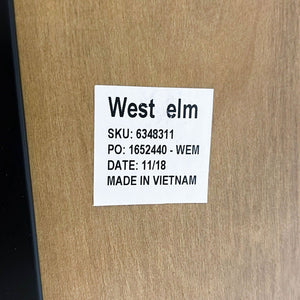 West elm
SKU: 6348311
PO: 1652440 - WEM
DATE: 11/18
MADE IN VIETNAM